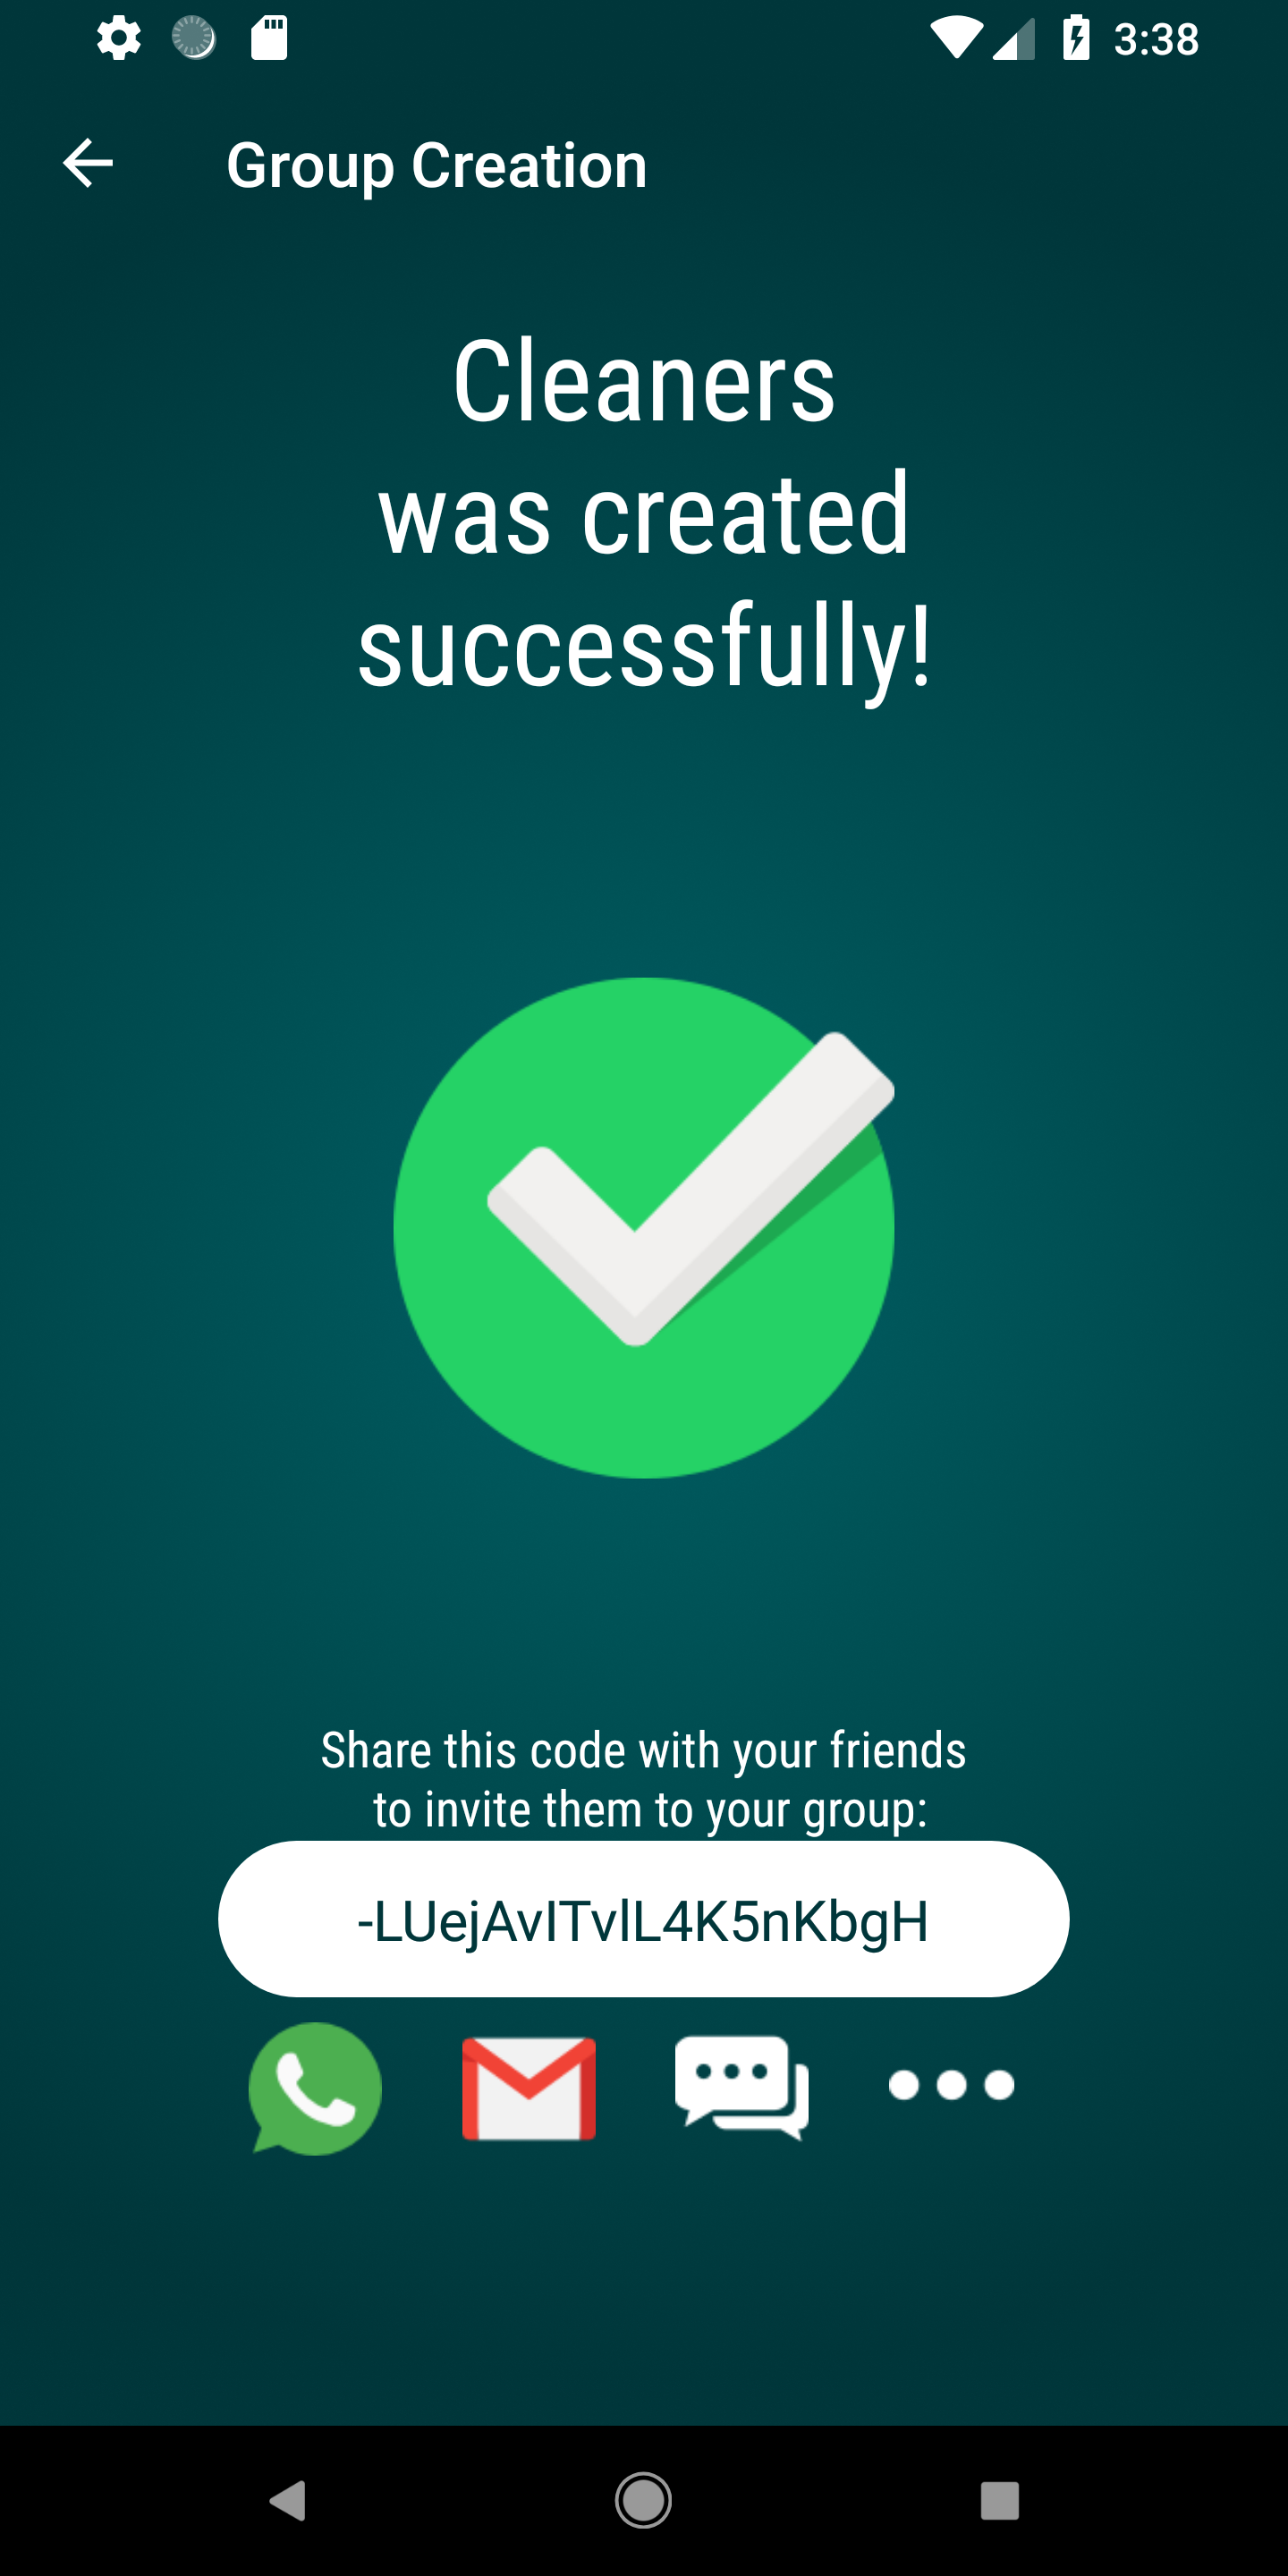 3:38
Group Creation
Cleaners
was created
successfully!
Share this code with your friends
to invite them to your group:
-LUejAvITvlL4K5nKbgH